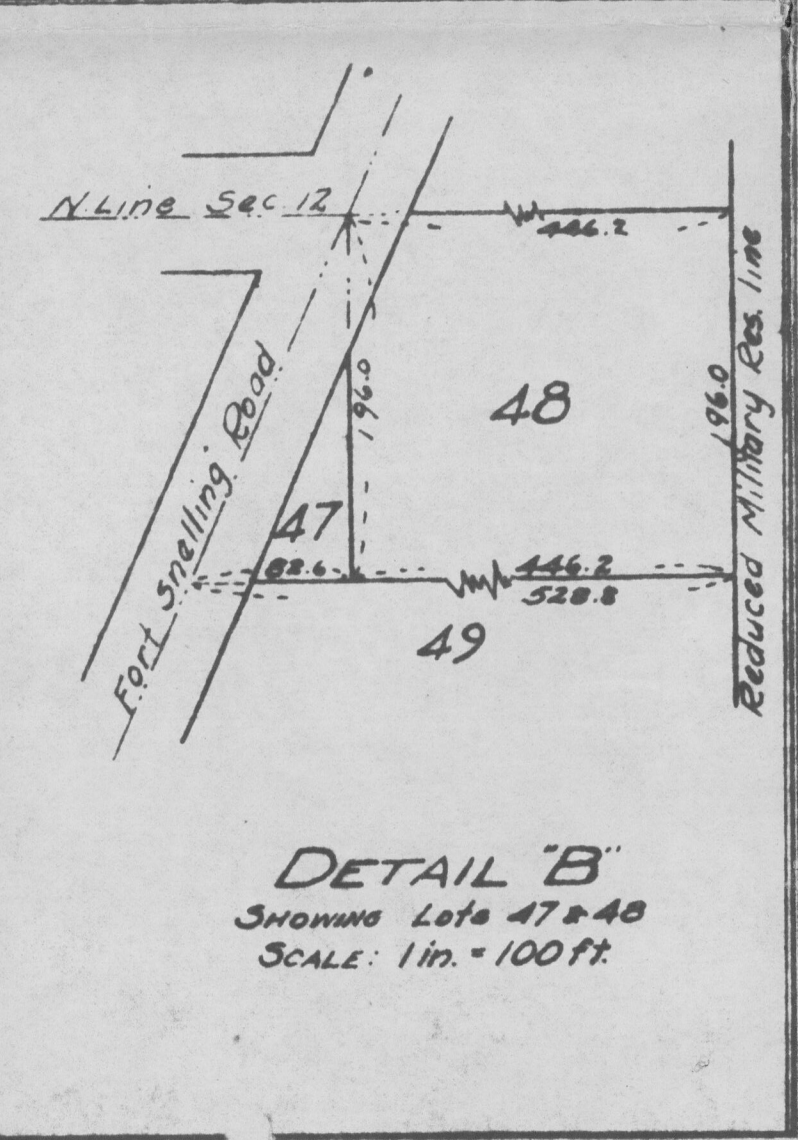 N Line Sec 12
446.2
Reduced Military Res. line
196.0
196.0
48
Fort Snelling Road
47
82.6
446.2
528.8
49
DETAIL "B"
SHOWING Lots 47 & 48
SCALE: 1 in. = 100 ft.